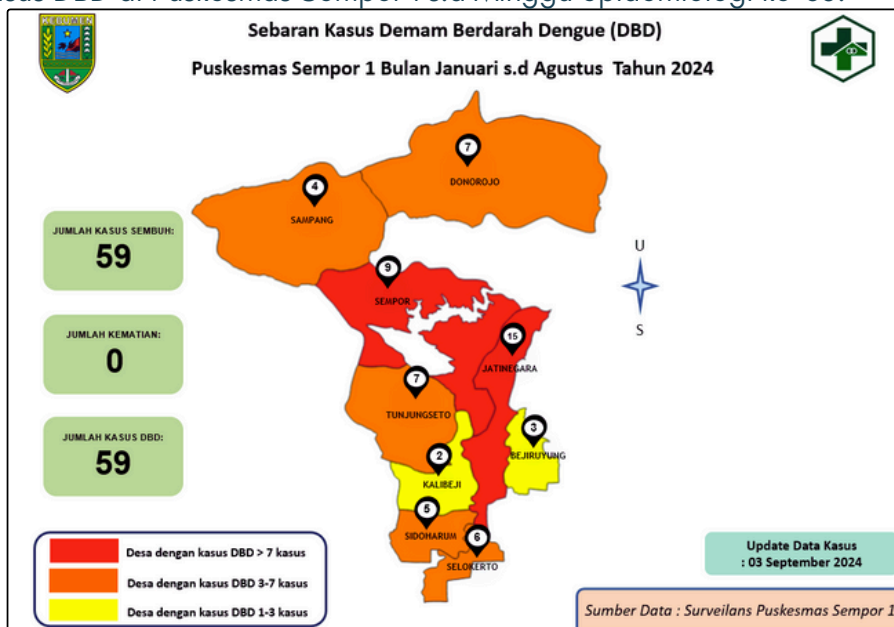 Sebaran Kasus Demam Berdarah Dengue (DBD)
Puskesmas Sempor 1 Bulan Januari s.d Agustus Tahun 2024
KEBUMEN
7
DONOROJO
4
SAMPANG
JUMLAH KASUS SEMBUH:
59
9
SEMPOR
U
S
JUMLAH KEMATIAN:
0
15
JATINEGARA
7
TUNJUNGSETO
JUMLAH KASUS DBD:
59
3
BEJIRUYUNG
2
KALIBEJI
5
SIDOHARUM
6
SELOKERTO
Desa dengan kasus DBD > 7 kasus
Desa dengan kasus DBD 3-7 kasus
Desa dengan kasus DBD 1-3 kasus
Update Data Kasus
: 03 September 2024
Sumber Data : Surveilans Puskesmas Sempor 1